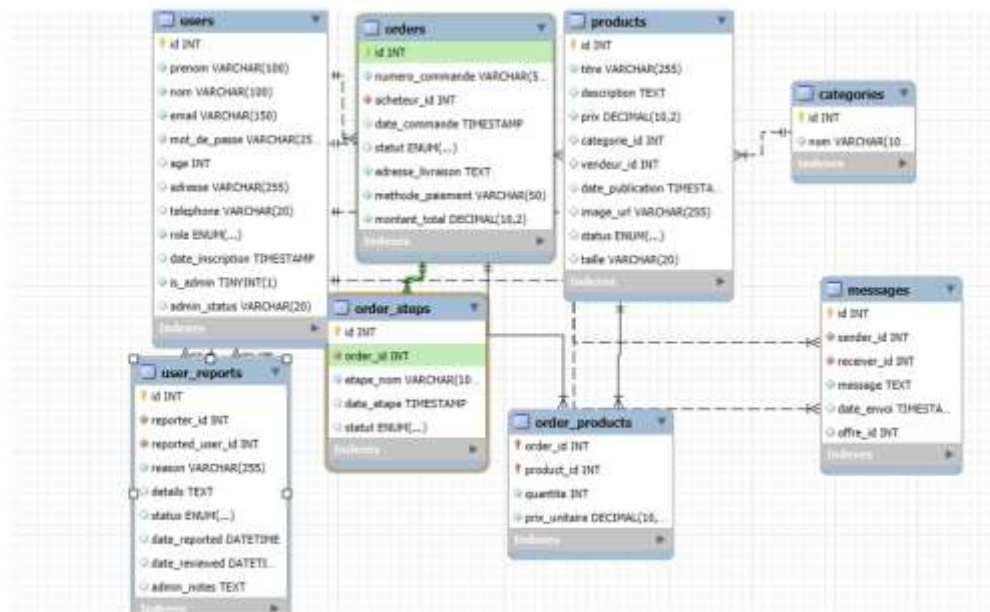 users
id INT
prenom VARCHAR(100)
nom VARCHAR(100)
email VARCHAR(150)
mot_de_passe VARCHAR(25...
age INT
adresse VARCHAR(255)
telephone VARCHAR(20)
role ENUM(...)
date_inscription TIMESTAMP
is_admin TINYINT(1)
admin_status VARCHAR(20)
Indexes
orders
id INT
numero_commande VARCHAR(5...
acheteur_id INT
date_commande TIMESTAMP
statut ENUM(...)
adresse_livraison TEXT
methode_paiement VARCHAR(50)
montant_total DECIMAL(10,2)
Indexes
products
id INT
titre VARCHAR(255)
description TEXT
prix DECIMAL(10,2)
categorie_id INT
vendeur_id INT
date_publication TIMESTA...
image_url VARCHAR(255)
status ENUM(...)
taille VARCHAR(20)
Indexes
categories
id INT
nom VARCHAR(10...
Indexes
order_steps
id INT
order_id INT
etape_nom VARCHAR(10...
date_etape TIMESTAMP
statut ENUM(...)
Indexes
messages
id INT
sender_id INT
receiver_id INT
message TEXT
date_envoi TIMESTA...
offre_id INT
Indexes
user_reports
id INT
reporter_id INT
reported_user_id INT
reason VARCHAR(255)
details TEXT
status ENUM(...)
date_reported DATETIME
date_reviewed DATETI...
admin_notes TEXT
Indexes
order_products
order_id INT
product_id INT
quantite INT
prix_unitaire DECIMAL(10,...
Indexes